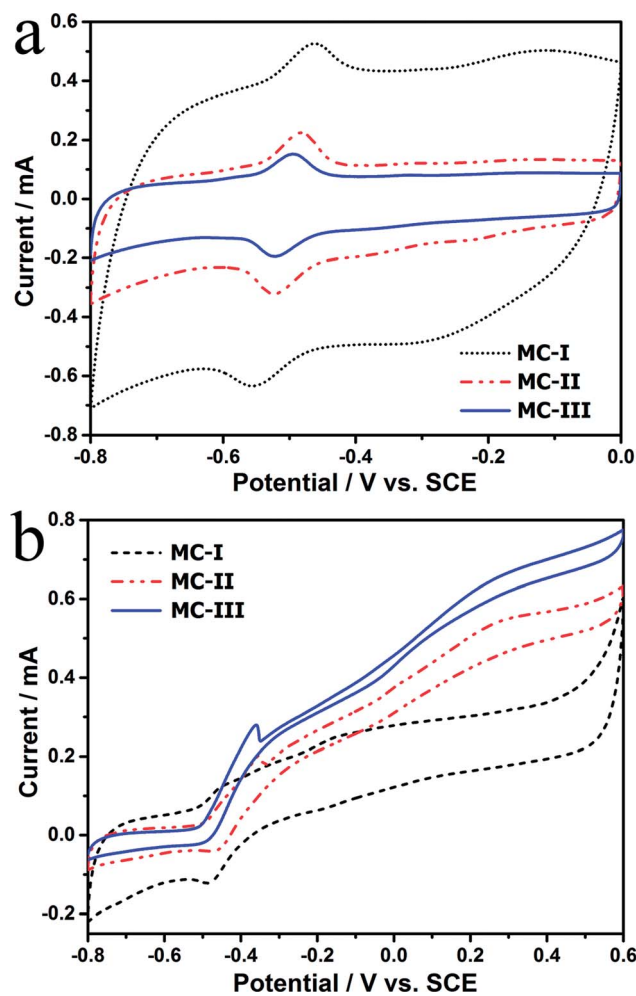 a
0.6
0.4
0.2
0.0
-0.2
-0.4
-0.6
-0.8
Current / mA
MC-I
MC-II
MC-III
-0.8 -0.6 -0.4 -0.2 0.0
Potential / V vs. SCE
b
0.8
0.6
0.4
0.2
0.0
-0.2
Current / mA
MC-I
MC-II
MC-III
-0.8 -0.6 -0.4 -0.2 0.0 0.2 0.4 0.6
Potential / V vs. SCE